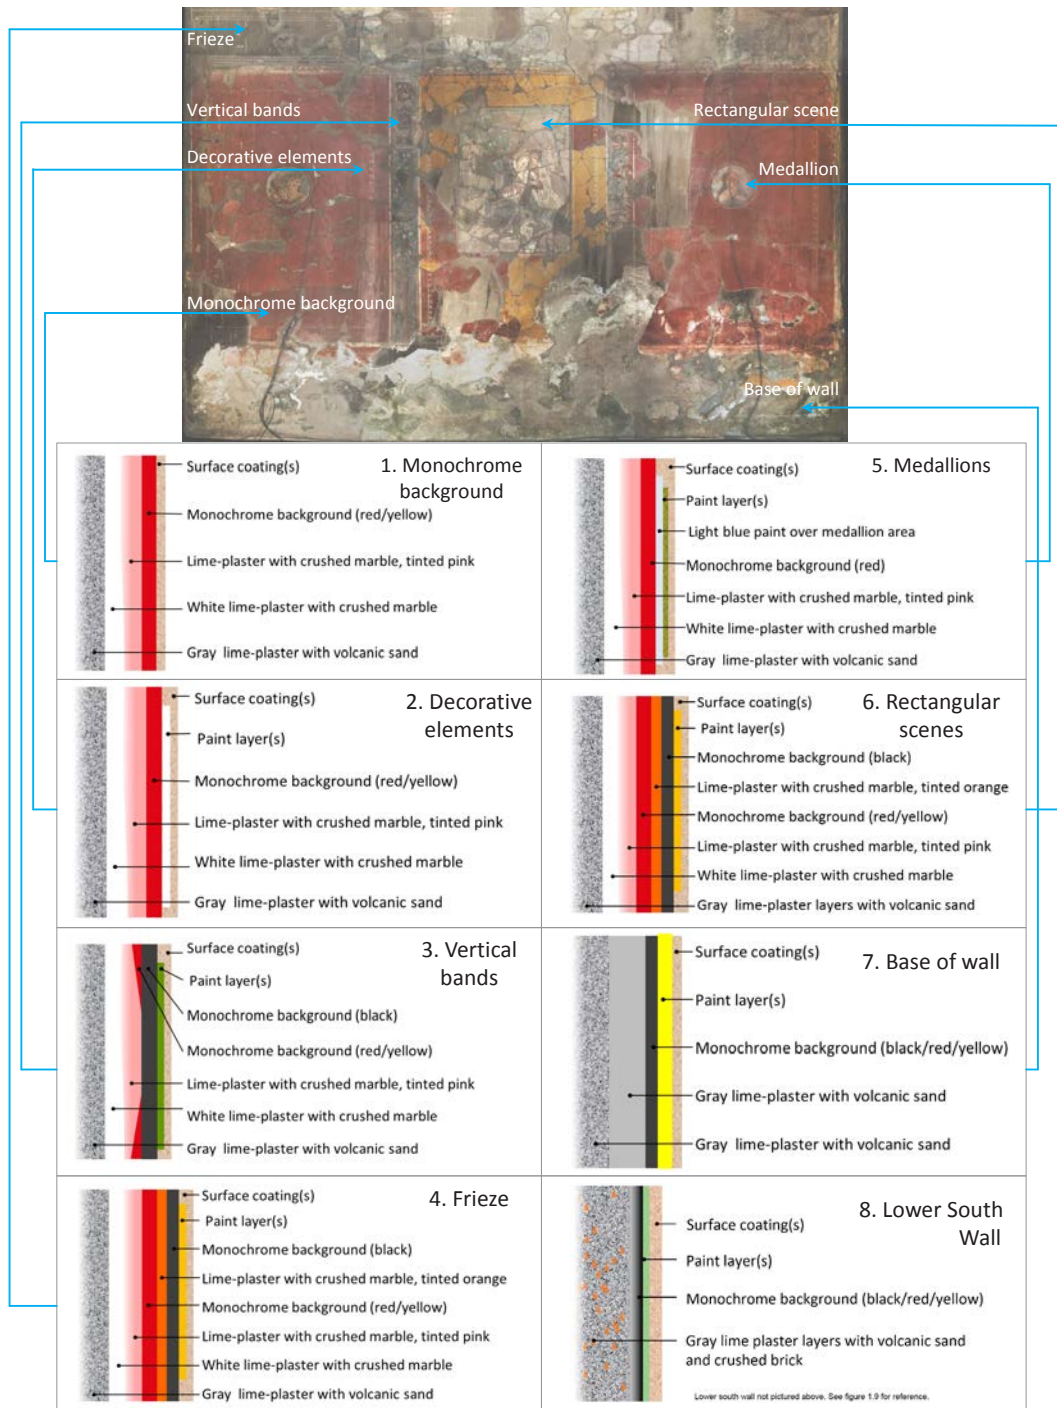 Frieze
Vertical bands
Decorative elements
Monochrome background
Rectangular scene
Medallion
Base of wall
1. Monochrome
background
Surface coating(s)
Monochrome background (red/yellow)
Lime-plaster with crushed marble, tinted pink
White lime-plaster with crushed marble
Gray lime-plaster with volcanic sand
2. Decorative
elements
Surface coating(s)
Paint layer(s)
Monochrome background (red/yellow)
Lime-plaster with crushed marble, tinted pink
White lime-plaster with crushed marble
Gray lime-plaster with volcanic sand
3. Vertical
bands
Surface coating(s)
Paint layer(s)
Monochrome background (black)
Monochrome background (red/yellow)
Lime-plaster with crushed marble, tinted pink
White lime-plaster with crushed marble
Gray lime-plaster with volcanic sand
4. Frieze
Surface coating(s)
Paint layer(s)
Monochrome background (black)
Lime-plaster with crushed marble, tinted orange
Monochrome background (red/yellow)
Lime-plaster with crushed marble, tinted pink
White lime-plaster with crushed marble
Gray lime-plaster with volcanic sand
5. Medallions
Surface coating(s)
Paint layer(s)
Light blue paint over medallion area
Monochrome background (red)
Lime-plaster with crushed marble, tinted pink
White lime-plaster with crushed marble
Gray lime-plaster with volcanic sand
6. Rectangular
scenes
Surface coating(s)
Paint layer(s)
Monochrome background (black)
Lime-plaster with crushed marble, tinted orange
Monochrome background (red/yellow)
Lime-plaster with crushed marble, tinted pink
White lime-plaster with crushed marble
Gray lime-plaster layers with volcanic sand
7. Base of wall
Surface coating(s)
Paint layer(s)
Monochrome background (black/red/yellow)
Gray lime-plaster with volcanic sand
Gray lime-plaster with volcanic sand
8. Lower South
Wall
Surface coating(s)
Paint layer(s)
Monochrome background (black/red/yellow)
Gray lime plaster layers with volcanic sand
and crushed brick
Lower south wall not pictured above. See figure 1.9 for reference.